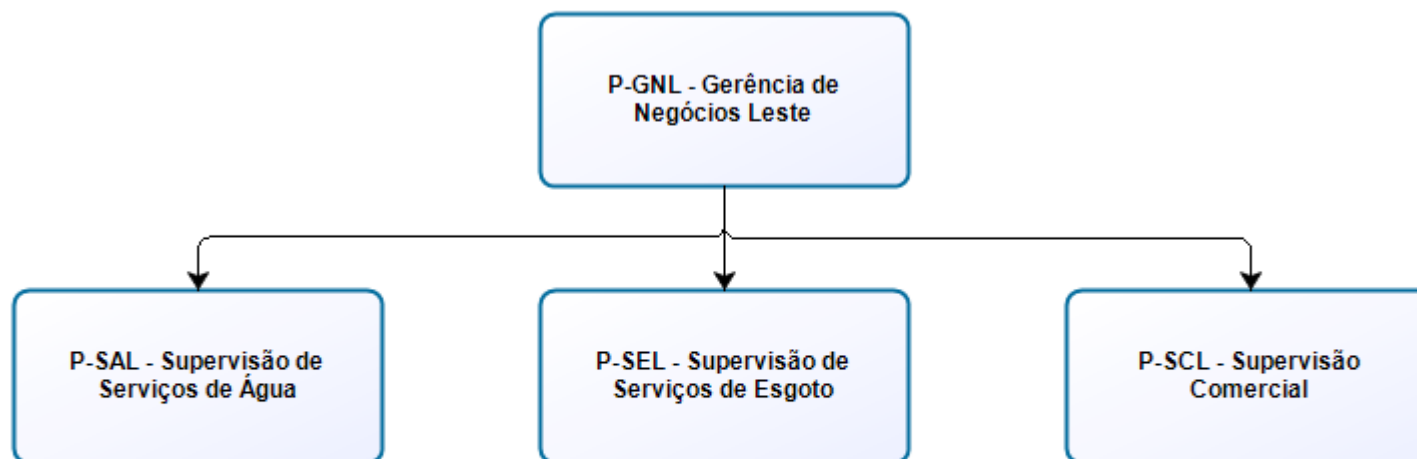 P-GNL - Gerência de
Negócios Leste
P-SAL - Supervisão de
Serviços de Água
P-SEL - Supervisão de
Serviços de Esgoto
P-SCL - Supervisão
Comercial